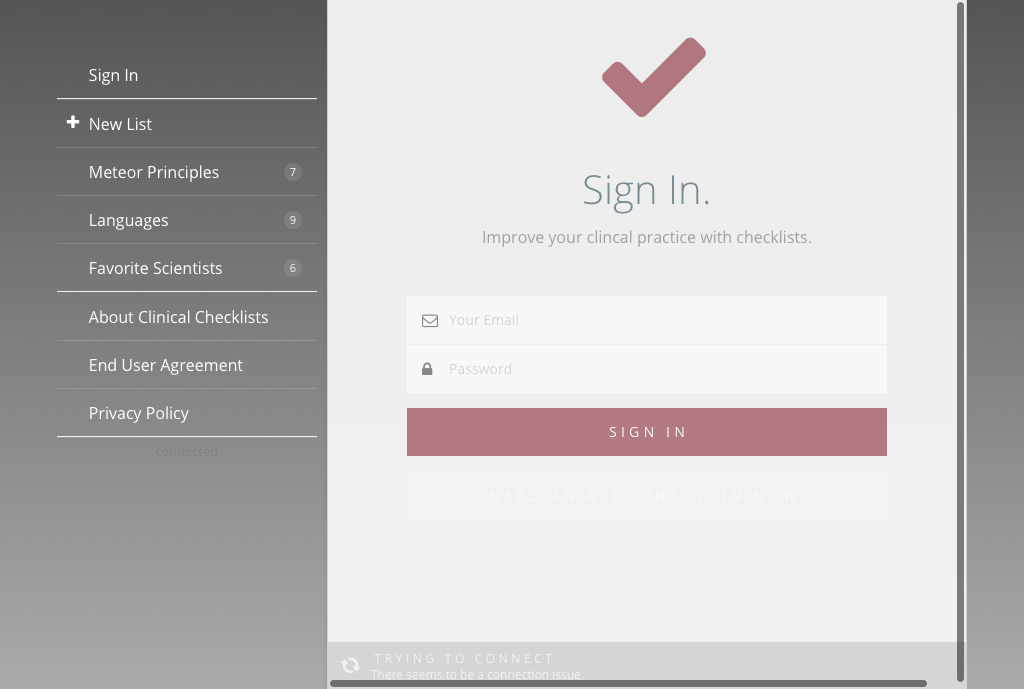 Sign In
New List
Meteor Principles 7
Languages 9
Favorite Scientists 6
About Clinical Checklists
End User Agreement
Privacy Policy
connected
Sign In.
Improve your clincal practice with checklists.
Your Email
Password
SIGN IN
NEED AN ACCOUNT? JOIN NOW
TRYING TO CONNECT
There seems to be a connection issue